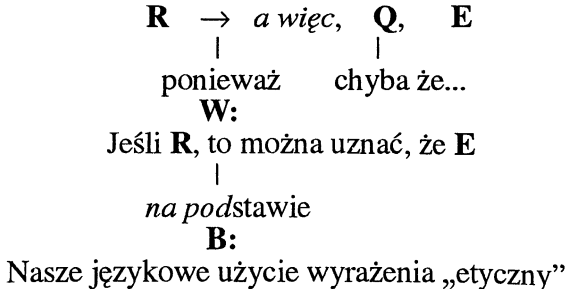 R → a więc, Q, E
ponieważ chyba że...
W:
Jeśli R, to można uznać, że E
na podstawie
B:
Nasze językowe użycie wyrażenia „etyczny”